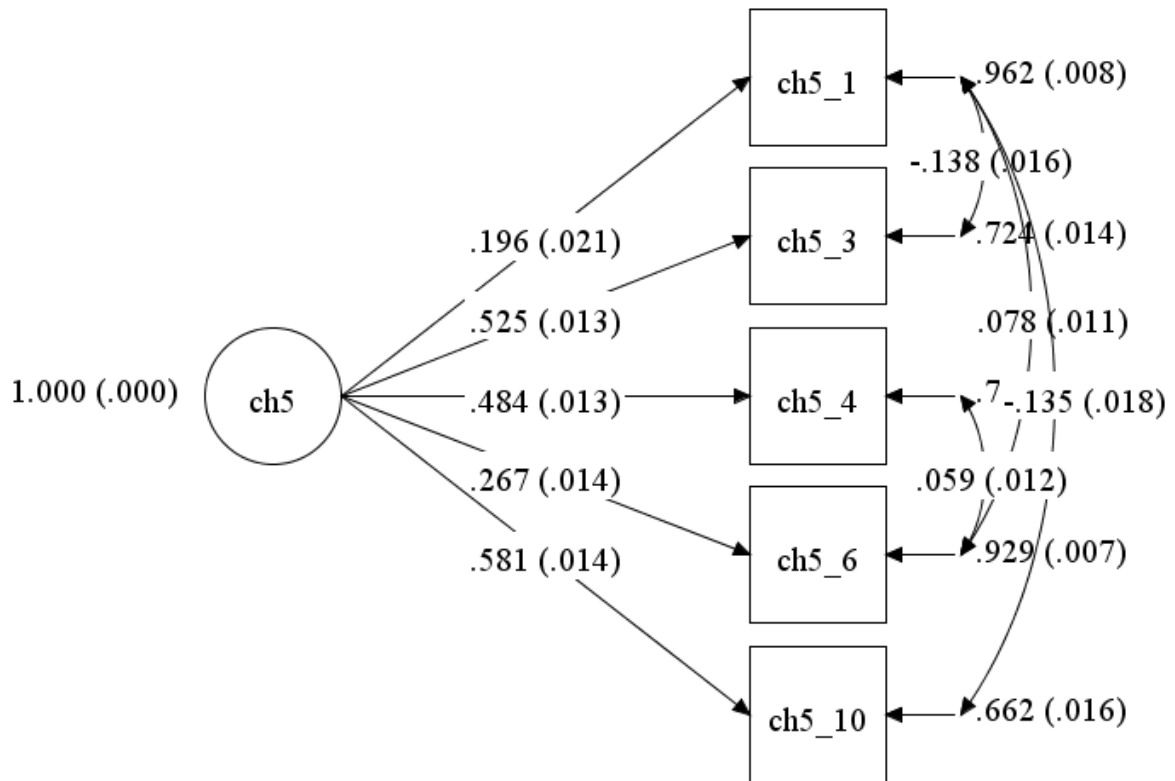 ch5_1
.962 (.008)
-.138 (.016)
.196 (.021)
ch5_3
.724 (.014)
.525 (.013)
.078 (.011)
1.000 (.000)
ch5
.484 (.013)
ch5_4
.7
-.135 (.018)
.267 (.014)
.059 (.012)
.581 (.014)
ch5_6
.929 (.007)
ch5_10
.662 (.016)